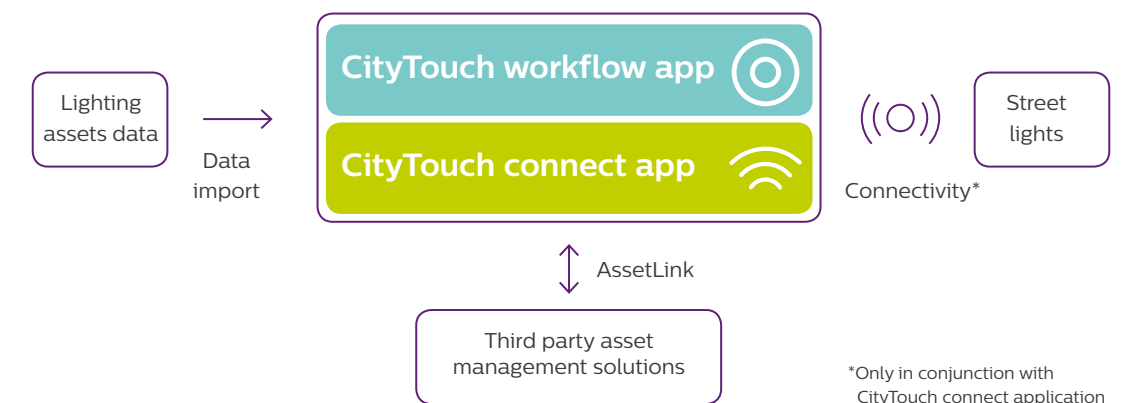 CityTouch workflow app
Lighting
assets data
Data
import
CityTouch connect app
Street
lights
Connectivity*
AssetLink
Third party asset
management solutions
*Only in conjunction with
CityTouch connect application